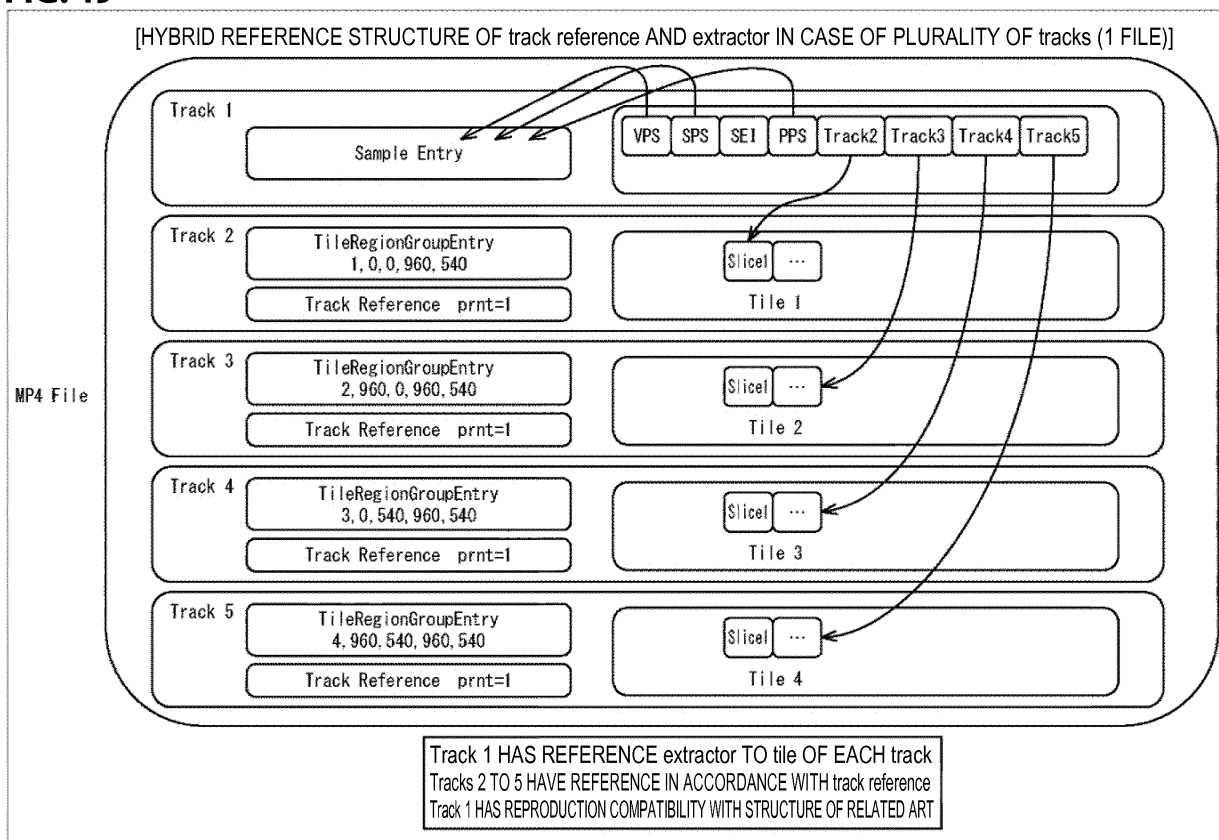 [HYBRID REFERENCE STRUCTURE OF track reference AND extractor IN CASE OF PLURALITY OF tracks (1 FILE)]
MP4 File
Track 1
Sample Entry
VPS SPS SEI PPS Track2 Track3 Track4 Track5
Track 2
TileRegionGroupEntry
1, 0, 0, 960, 540
Track Reference prnt=1
Slice1 ...
Tile 1
Track 3
TileRegionGroupEntry
2, 960, 0, 960, 540
Track Reference prnt=1
Slice1 ...
Tile 2
Track 4
TileRegionGroupEntry
3, 0, 540, 960, 540
Track Reference prnt=1
Slice1 ...
Tile 3
Track 5
TileRegionGroupEntry
4, 960, 540, 960, 540
Track Reference prnt=1
Slice1 ...
Tile 4
Track 1 HAS REFERENCE extractor TO tile OF EACH track
Tracks 2 TO 5 HAVE REFERENCE IN ACCORDANCE WITH track reference
Track 1 HAS REPRODUCTION COMPATIBILITY WITH STRUCTURE OF RELATED ART